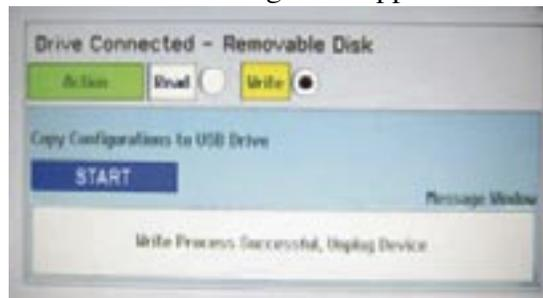 Drive Connected - Removable Disk
Action Read Write
Copy Configurations to USB Drive
START
Message Window
Write Process Successful, Unplug Device